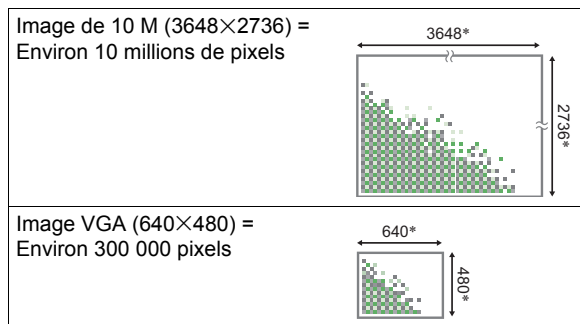 Image de 10 M (3648×2736) =
Environ 10 millions de pixels
3648*
2736*
Image VGA (640×480) =
Environ 300 000 pixels
640*
480*